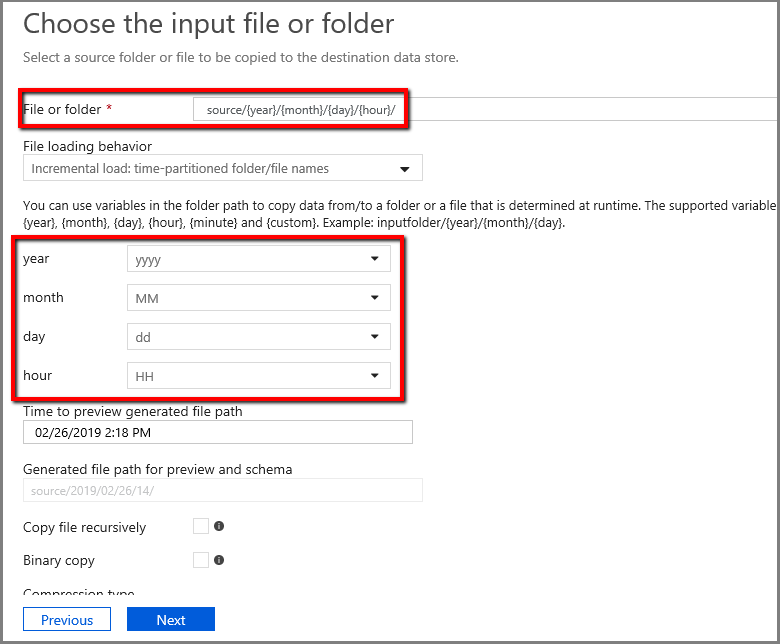 Choose the input file or folder
Select a source folder or file to be copied to the destination data store.
File or folder * source/{year}/{month}/{day}/{hour}/
File loading behavior
Incremental load: time-partitioned folder/file names
You can use variables in the folder path to copy data from/to a folder or a file that is determined at runtime. The supported variable
{year}, {month}, {day}, {hour}, {minute} and {custom}. Example: inputfolder/{year}/{month}/{day}.
year yyyy
month MM
day dd
hour HH
Time to preview generated file path
02/26/2019 2:18 PM
Generated file path for preview and schema
source/2019/02/26/14/
Copy file recursively
Binary copy
Compression type
Previous Next